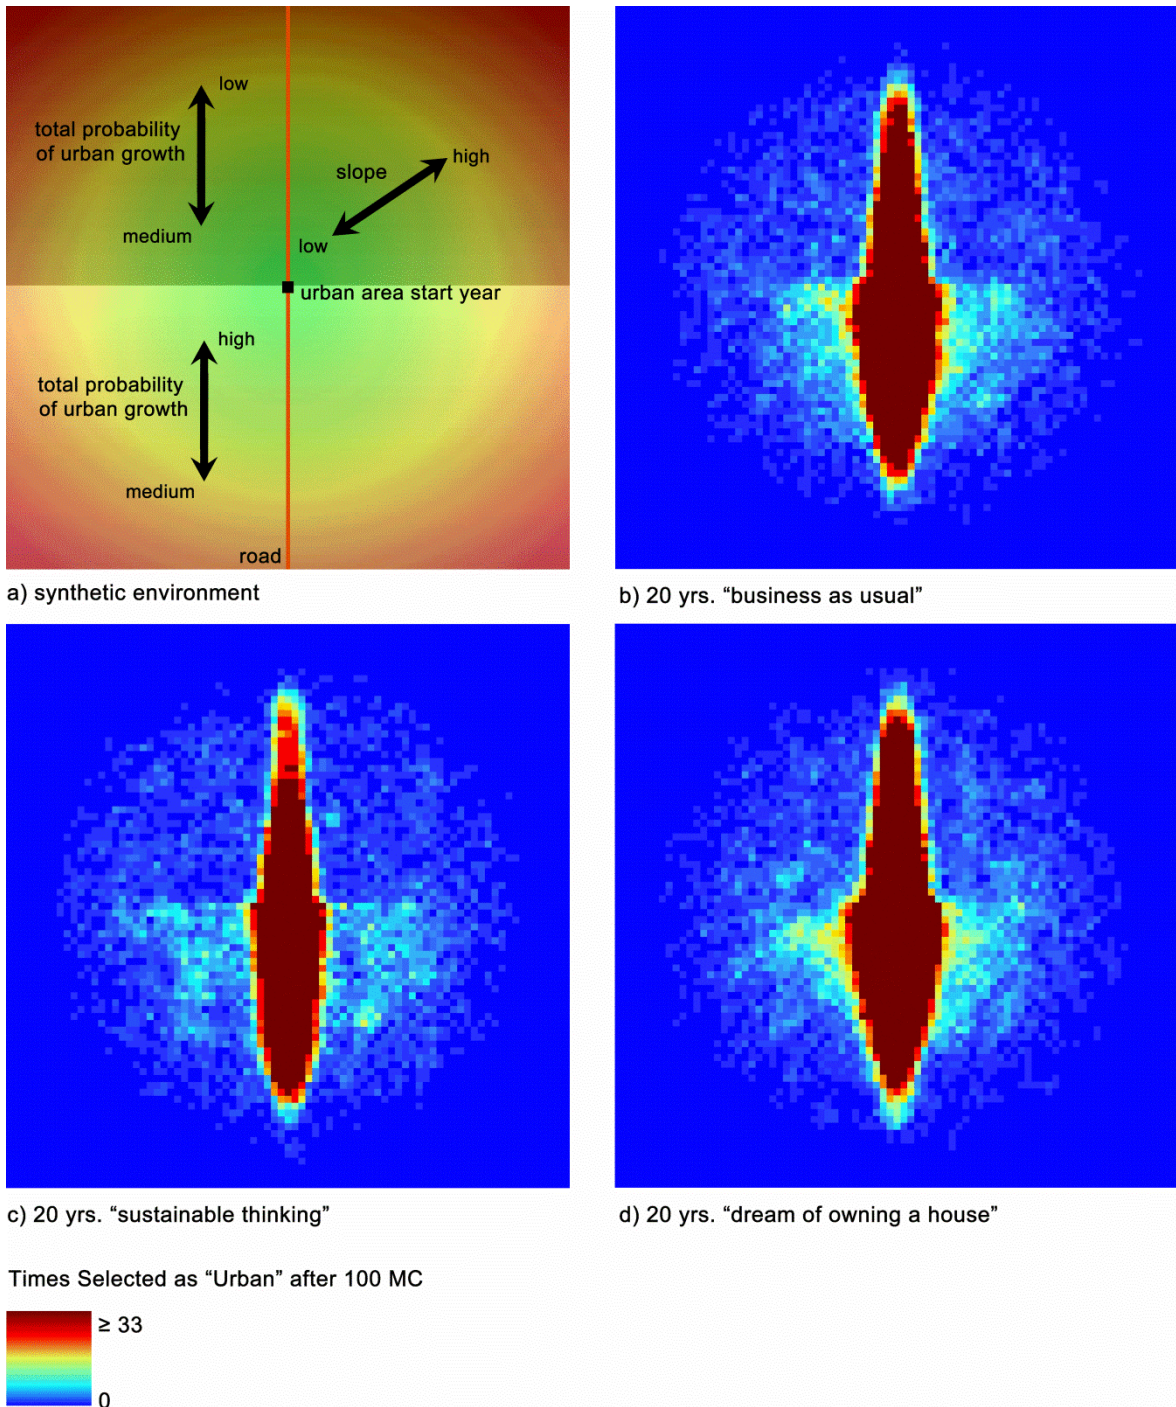 low
total probability
of urban growth
high
slope
medium
low
urban area start year
high
total probability
of urban growth
medium
road
a) synthetic environment
b) 20 yrs. “business as usual”
c) 20 yrs. “sustainable thinking”
d) 20 yrs. “dream of owning a house”
Times Selected as “Urban” after 100 MC
≥ 33
0